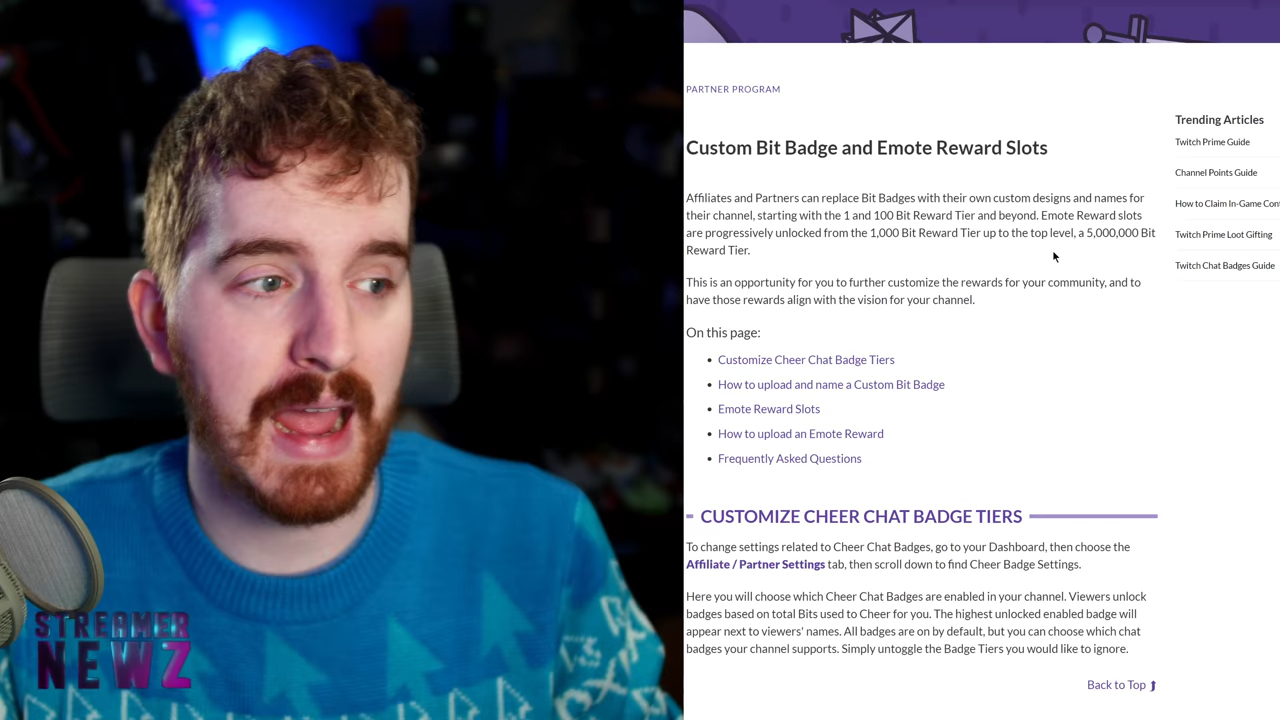 PARTNER PROGRAM
Custom Bit Badge and Emote Reward Slots
Affiliates and Partners can replace Bit Badges with their own custom designs and names for
their channel, starting with the 1 and 100 Bit Reward Tier and beyond. Emote Reward slots
are progressively unlocked from the 1,000 Bit Reward Tier up to the top level, a 5,000,000 Bit
Reward Tier.
This is an opportunity for you to further customize the rewards for your community, and to
have those rewards align with the vision for your channel.
On this page:
Customize Cheer Chat Badge Tiers
How to upload and name a Custom Bit Badge
Emote Reward Slots
How to upload an Emote Reward
Frequently Asked Questions
CUSTOMIZE CHEER CHAT BADGE TIERS
To change settings related to Cheer Chat Badges, go to your Dashboard, then choose the
Affiliate / Partner Settings tab, then scroll down to find Cheer Badge Settings.
Here you will choose which Cheer Chat Badges are enabled in your channel. Viewers unlock
badges based on total Bits used to Cheer for you. The highest unlocked enabled badge will
appear next to viewers' names. All badges are on by default, but you can choose which chat
badges your channel supports. Simply untoggle the Badge Tiers you would like to ignore.
Back to Top
Trending Articles
Twitch Prime Guide
Channel Points Guide
How to Claim In-Game Con
Twitch Prime Loot Gifting
Twitch Chat Badges Guide
STREAMER
NEWZ